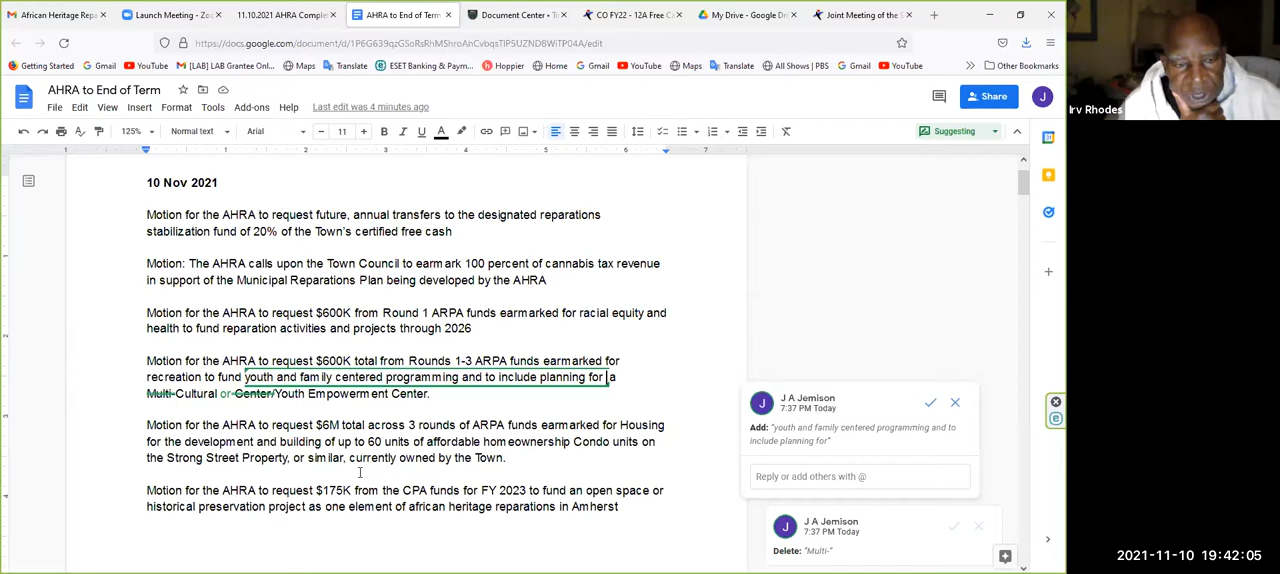 African Heritage Repa
Launch Meeting - Zoo
11.10.2021 AHRA Complet
AHRA to End of Term
Document Center • To
CO FY22 - 12A Free Ca
My Drive - Google Dri
Joint Meeting of the S
https://docs.google.com/document/d/
/edit
Getting Started
Gmail
YouTube
[LAB] LAB Grantee Onl...
Maps
Translate
ESET Banking & Paym...
Hoppier
Home
Gmail
YouTube
Maps
Translate
All Shows | PBS
Gmail
YouTube
Other Bookmarks
AHRA to End of Term
File Edit View Insert Format Tools Add-ons Help Last edit was 4 minutes ago
Share
J
125% Normal text Arial 11 B I U A
Suggesting
1 1 2 3 4 5 6 7
10 Nov 2021
Motion for the AHRA to request future, annual transfers to the designated reparations
stabilization fund of 20% of the Town's certified free cash
Motion: The AHRA calls upon the Town Council to earmark 100 percent of cannabis tax revenue
in support of the Municipal Reparations Plan being developed by the AHRA
Motion for the AHRA to request $600K from Round 1 ARPA funds earmarked for racial equity and
health to fund reparation activities and projects through 2026
Motion for the AHRA to request $600K total from Rounds 1-3 ARPA funds earmarked for
recreation to fund youth and family centered programming and to include planning for a
Multi-Cultural or Center/Youth Empowerment Center.
Motion for the AHRA to request $6M total across 3 rounds of ARPA funds earmarked for Housing
for the development and building of up to 60 units of affordable homeownership Condo units on
the Strong Street Property, or similar, currently owned by the Town.
Motion for the AHRA to request $175K from the CPA funds for FY 2023 to fund an open space or
historical preservation project as one element of african heritage reparations in Amherst
J
J A Jemison
7:37 PM Today
Add: "youth and family centered programming and to
include planning for"
Reply or add others with @
J
J A Jemison
7:37 PM Today
Delete: "Multi-"
Irv Rhodes
2021-11-10 19:42:05